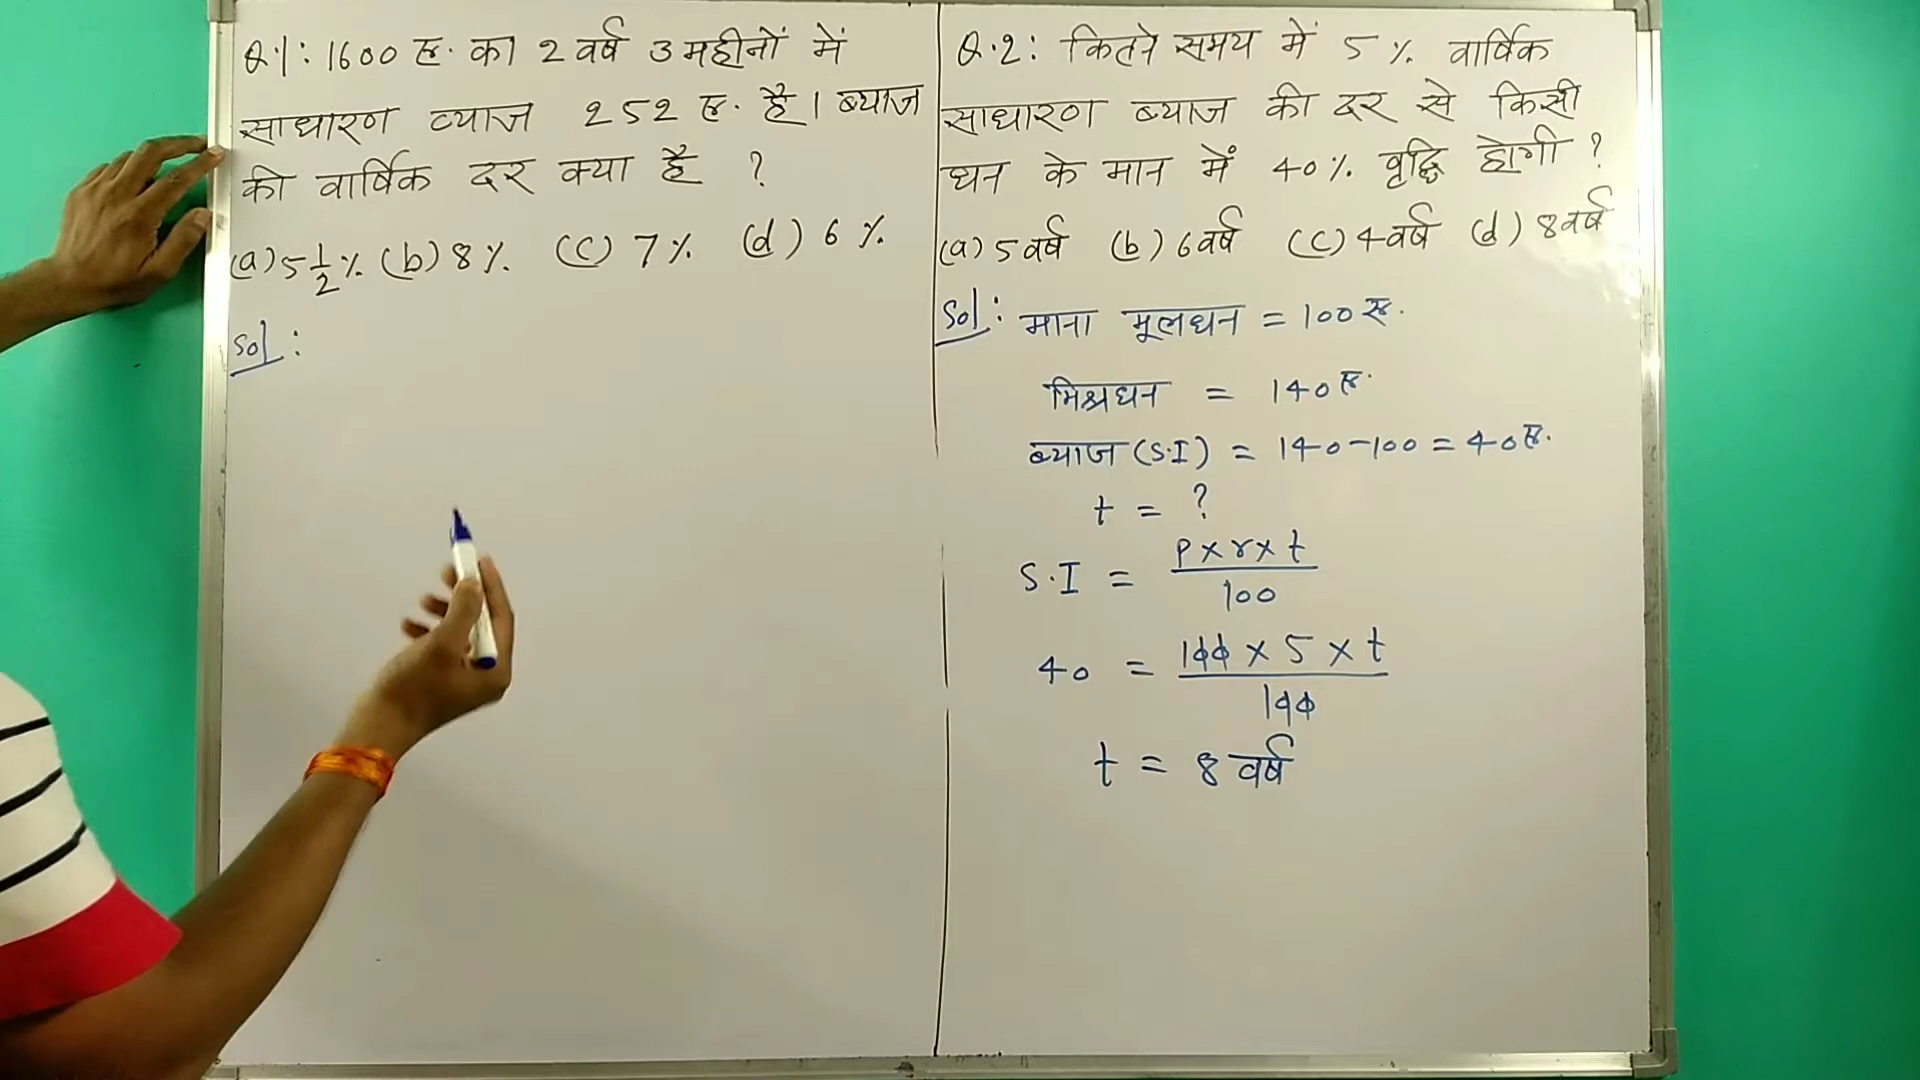 Q.1: 1600 रु. का 2 वर्ष 3 महीनों में
साधारण ब्याज 252 रु. है। ब्याज
की वार्षिक दर क्या है ?
(a) 5 1/2 % (b) 8 % (c) 7 % (d) 6 %
Sol:
Q.2: कितने समय में 5 % वार्षिक
साधारण ब्याज की दर से किसी
धन के मान में 40 % वृद्धि होगी ?
(a) 5 वर्ष (b) 6 वर्ष (c) 4 वर्ष (d) 8 वर्ष
Sol: माना मूलधन = 100 रु.
मिश्रधन = 140 रु.
ब्याज (S.I) = 140 - 100 = 40 रु.
t = ?
S.I = p × r × t / 100
40 = 100 × 5 × t / 100
t = 8 वर्ष